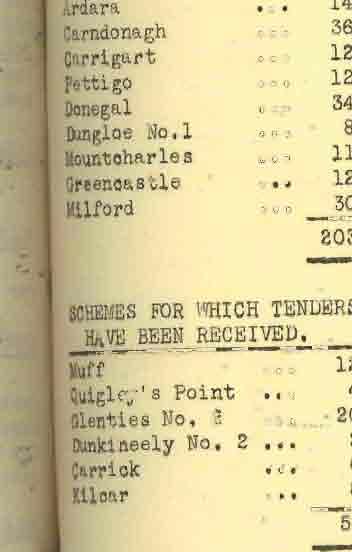 Ardara ... 14
Carndonagh ... 36
Carrigart ... 12
Pettigo ... 12
Donegal ... 34
Dungloe No.1 ... 8
Mountcharles ... 11
Greencastle ... 12
Milford ... 30
203
SCHEMES FOR WHICH TENDERS
HAVE BEEN RECEIVED.
Muff ... 12
Quigley's Point ...
Glenties No. ... 20
Dunkineely No. 2 ...
Carrick ...
Kilcar ...
5